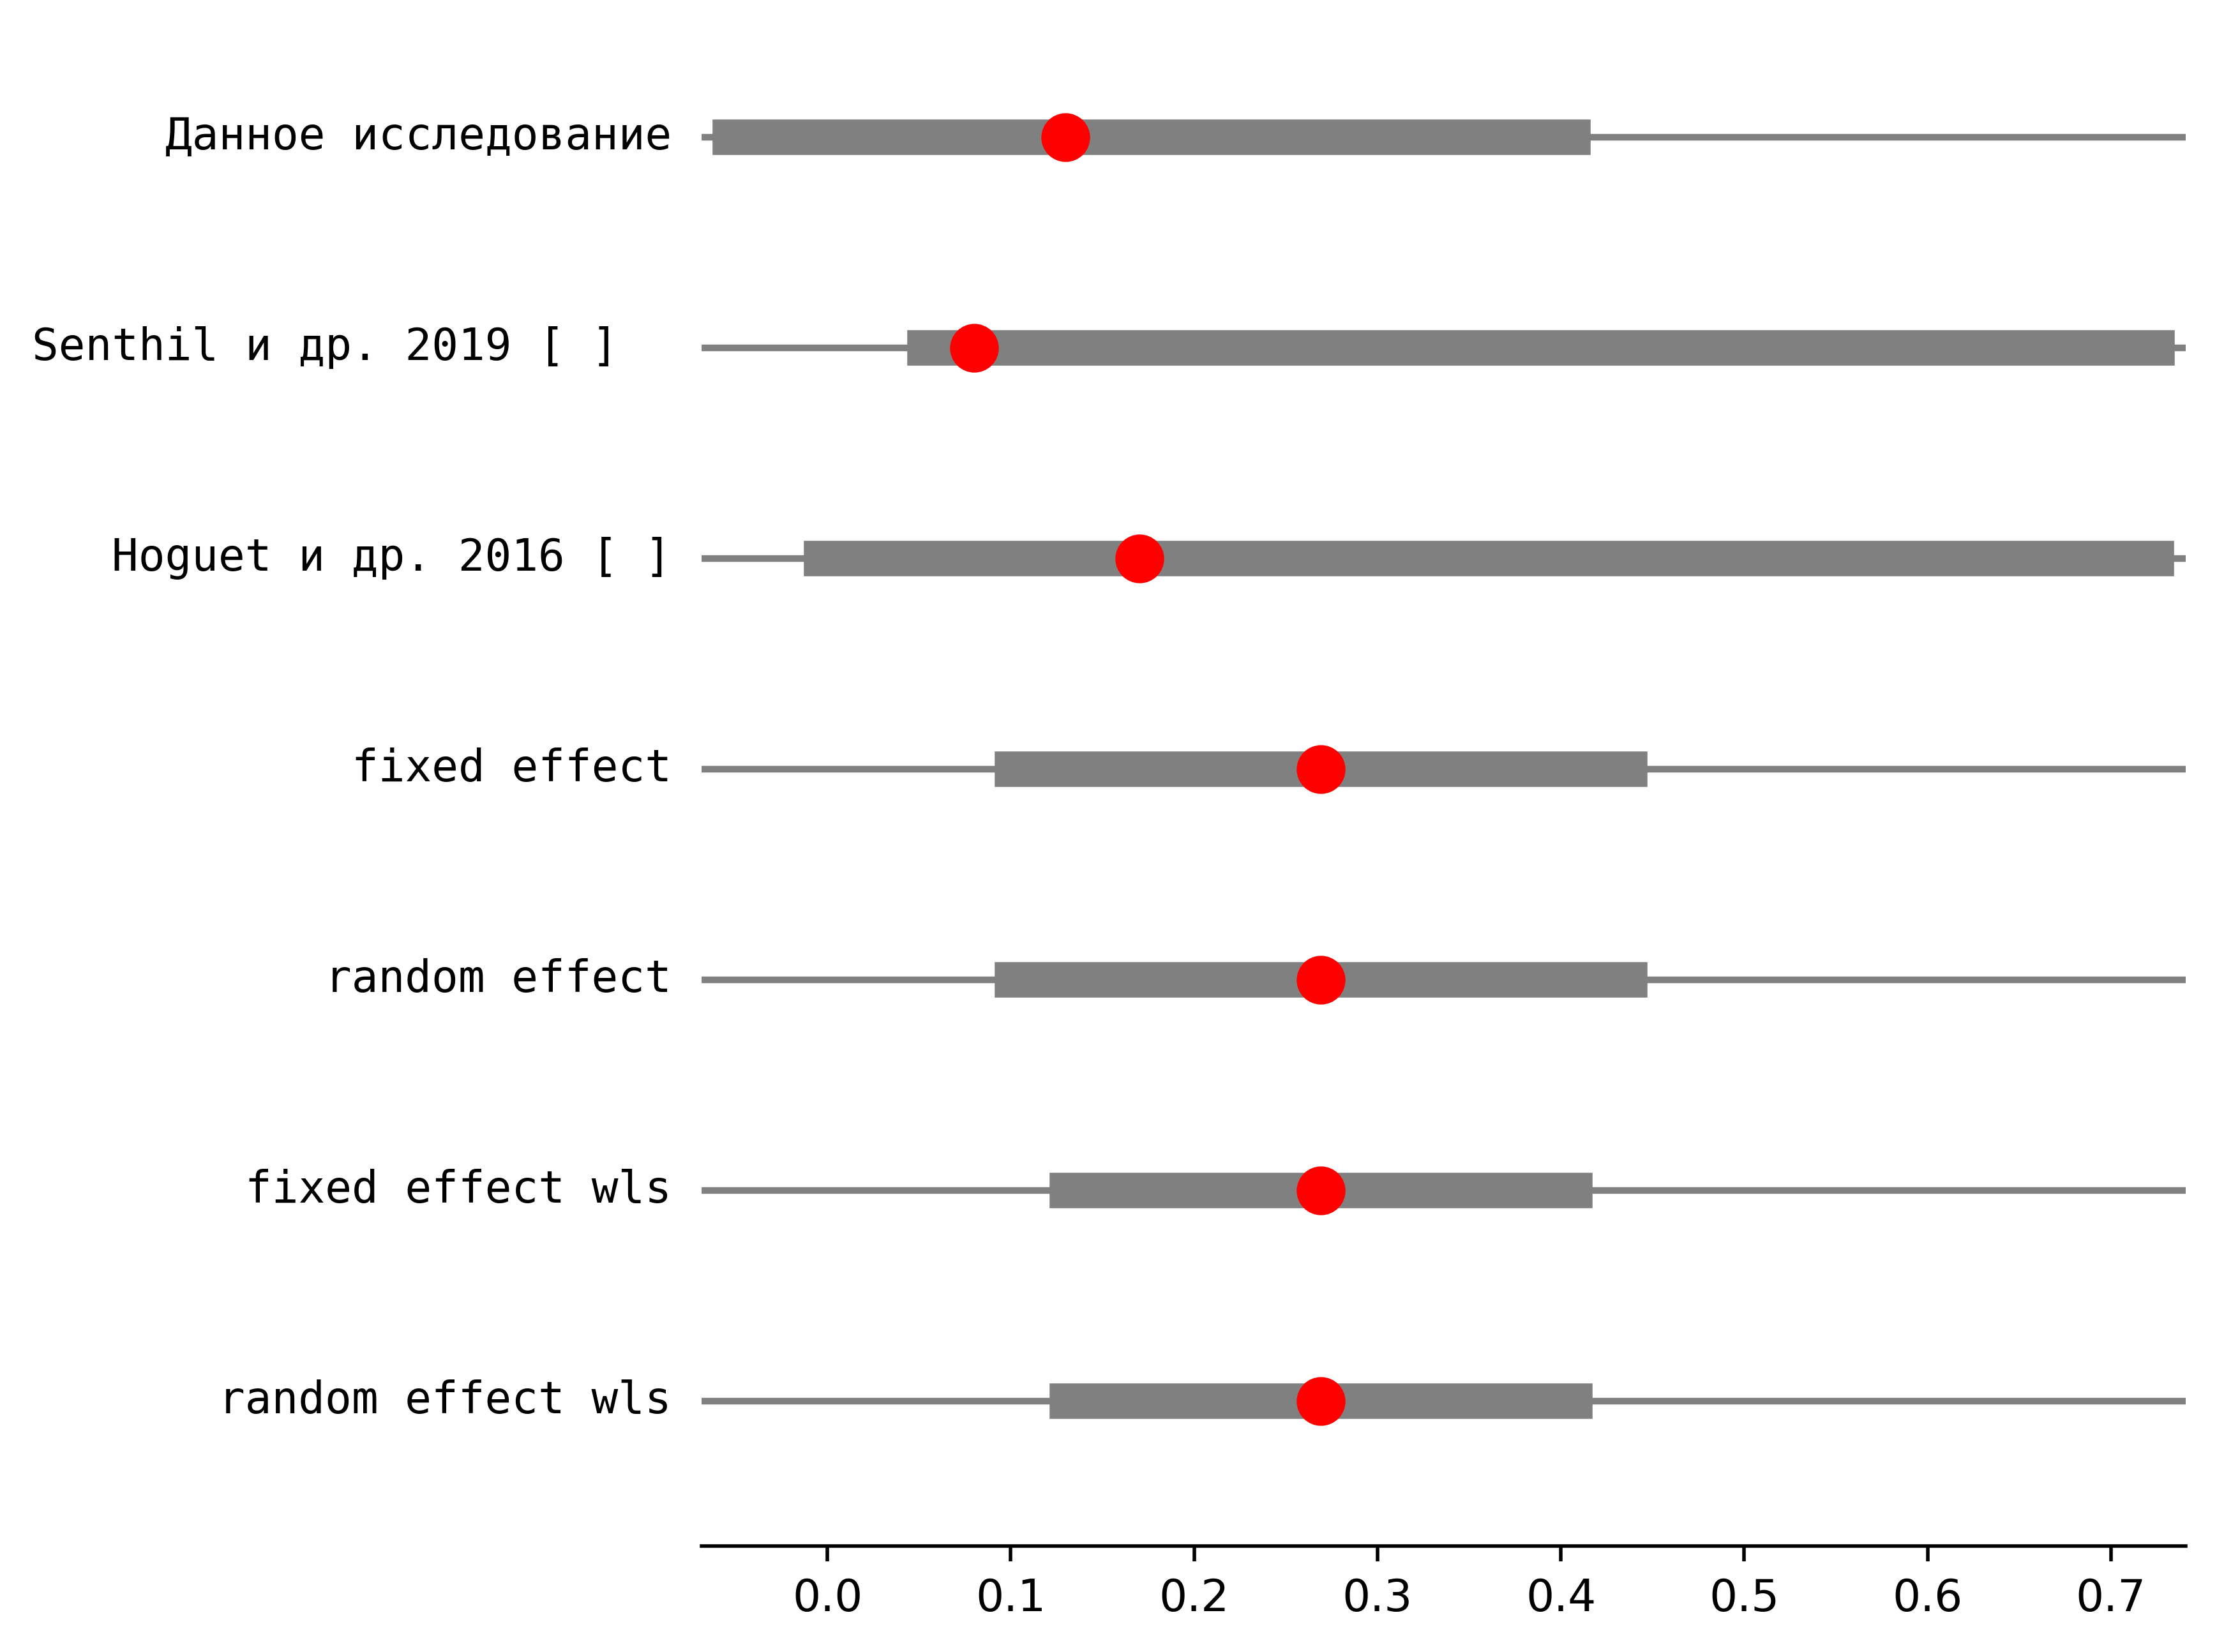 Данное исследование
Senthil и др. 2019 [ ]
Hoguet и др. 2016 [ ]
fixed effect
random effect
fixed effect wls
random effect wls
0.0 0.1 0.2 0.3 0.4 0.5 0.6 0.7